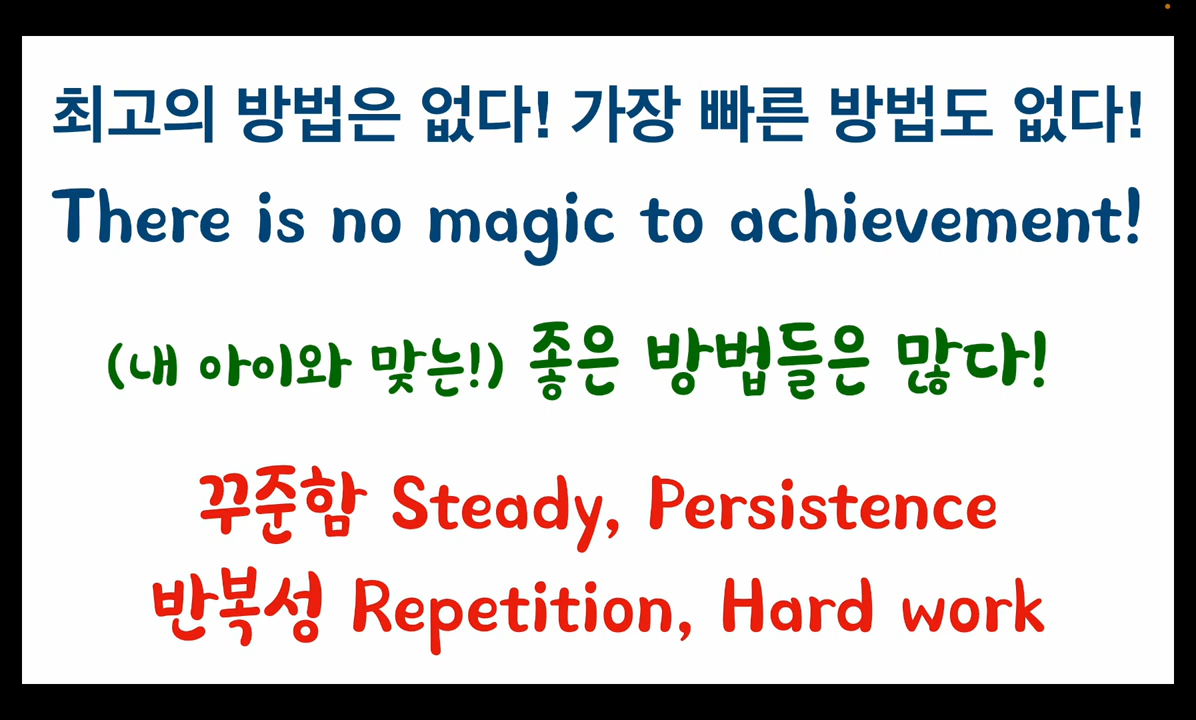 최고의 방법은 없다! 가장 빠른 방법도 없다!
There is no magic to achievement!
(내 아이와 맞는!) 좋은 방법들은 많다!
꾸준함 Steady, Persistence
반복성 Repetition, Hard work